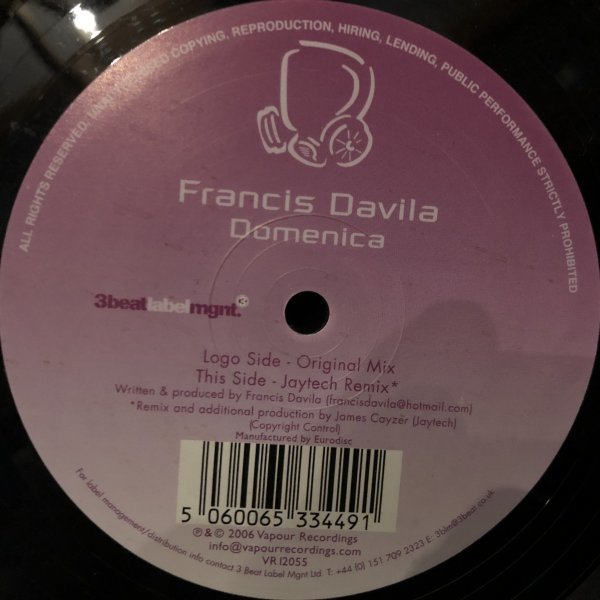 ALL RIGHTS RESERVED. UNAUTHORISED COPYING, REPRODUCTION, HIRING, LENDING, PUBLIC PERFORMANCE STRICTLY PROHIBITED
Francis Davila
Domenica
3beatlabelmgnt.
Logo Side - Original Mix
This Side - Jaytech Remix*
Written & produced by Francis Davila (francisdavila@hotmail.com)
*Remix and additional production by James Cayzer (Jaytech)
(Copyright Control)
Manufactured by Eurodisc
5 060065 334491
℗ & © 2006 Vapour Recordings
info@vapourrecordings.com
VR12055
For label management/distribution info contact 3 Beat Label Mgnt Ltd. T: +44 (0) 151 709 2323 E: 3blm@3beat.co.uk